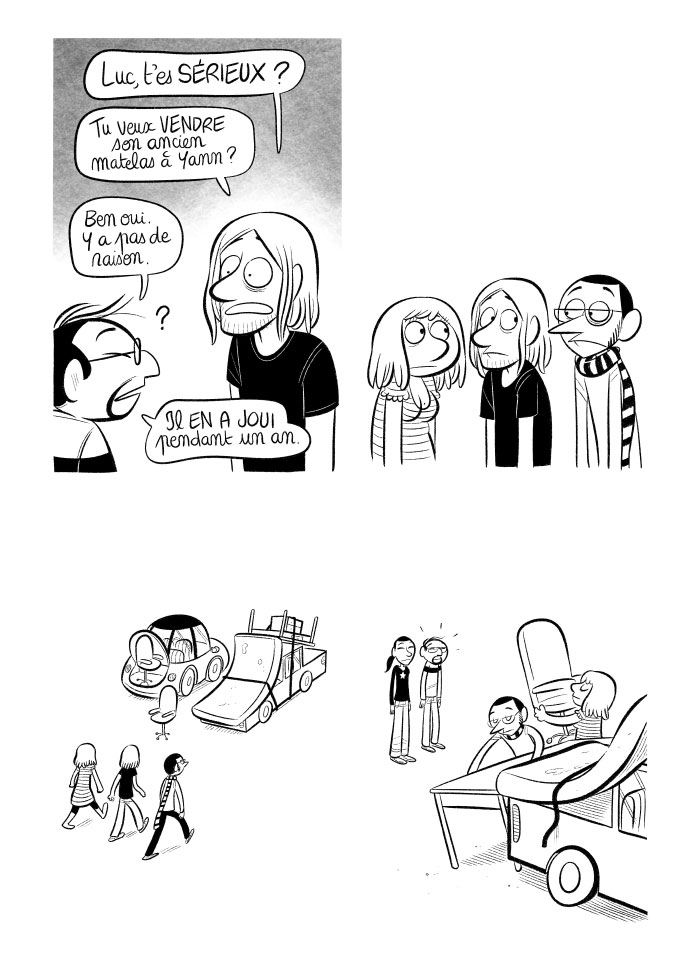 Luc, t'es SÉRIEUX ?
Tu veux VENDRE
son ancien
matelas à Yann ?
Ben oui.
Y a pas de
raison.
?
Il EN A JOUI
pendant un an.